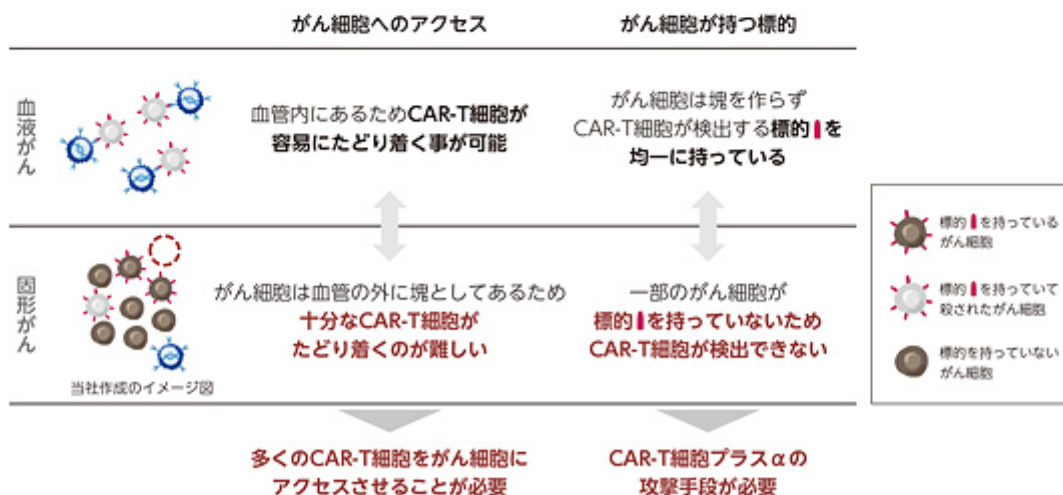 がん細胞へのアクセス
がん細胞が持つ標的
血液がん
血管内にあるためCAR-T細胞が
容易にたどり着く事が可能
がん細胞は塊を作らず
CAR-T細胞が検出する標的を
均一に持っている
固形がん
当社作成のイメージ図
がん細胞は血管の外に塊としてあるため
十分なCAR-T細胞が
たどり着くのが難しい
一部のがん細胞が
標的を持っていないため
CAR-T細胞が検出できない
多くのCAR-T細胞をがん細胞に
アクセスさせることが必要
CAR-T細胞プラスαの
攻撃手段が必要
標的を持っている
がん細胞
標的を持っていて
殺されたがん細胞
標的を持っていない
がん細胞